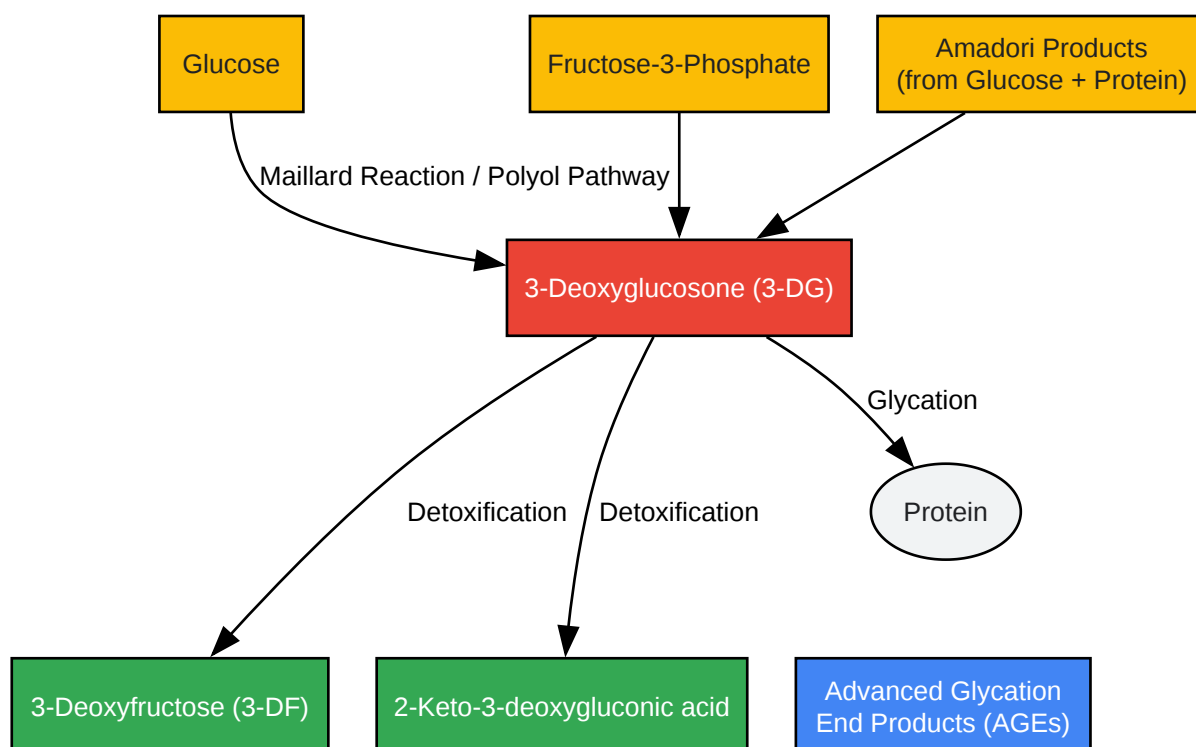 Glucose
Fructose-3-Phosphate
Amadori Products
(from Glucose + Protein)
Maillard Reaction / Polyol Pathway
3-Deoxyglucosone (3-DG)
Glycation
Detoxification
Detoxification
Protein
3-Deoxyfructose (3-DF)
2-Keto-3-deoxygluconic acid
Advanced Glycation
End Products (AGEs)